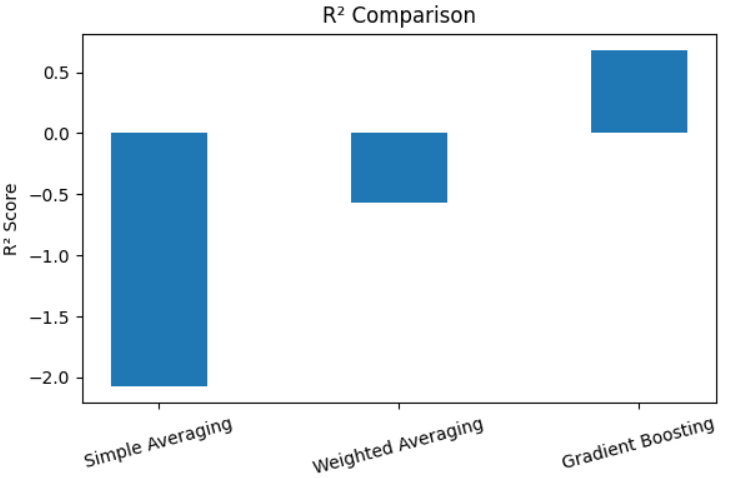 R² Comparison
R² Score
0.5
0.0
−0.5
−1.0
−1.5
−2.0
Simple Averaging
Weighted Averaging
Gradient Boosting